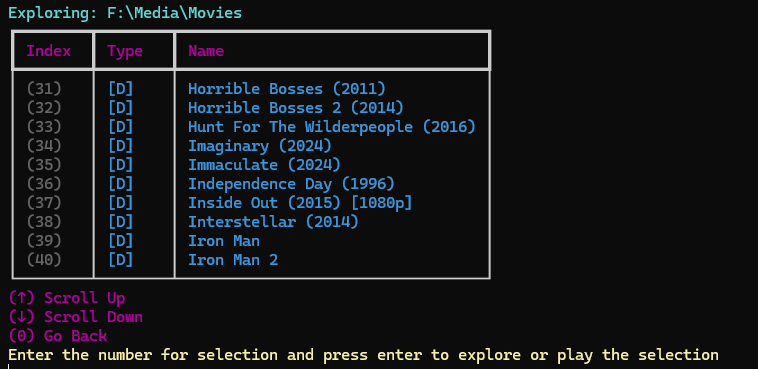 Exploring: F:\Media\Movies
Index Type Name
(31) [D] Horrible Bosses (2011)
(32) [D] Horrible Bosses 2 (2014)
(33) [D] Hunt For The Wilderpeople (2016)
(34) [D] Imaginary (2024)
(35) [D] Immaculate (2024)
(36) [D] Independence Day (1996)
(37) [D] Inside Out (2015) [1080p]
(38) [D] Interstellar (2014)
(39) [D] Iron Man
(40) [D] Iron Man 2
(↑) Scroll Up
(↓) Scroll Down
(0) Go Back
Enter the number for selection and press enter to explore or play the selection